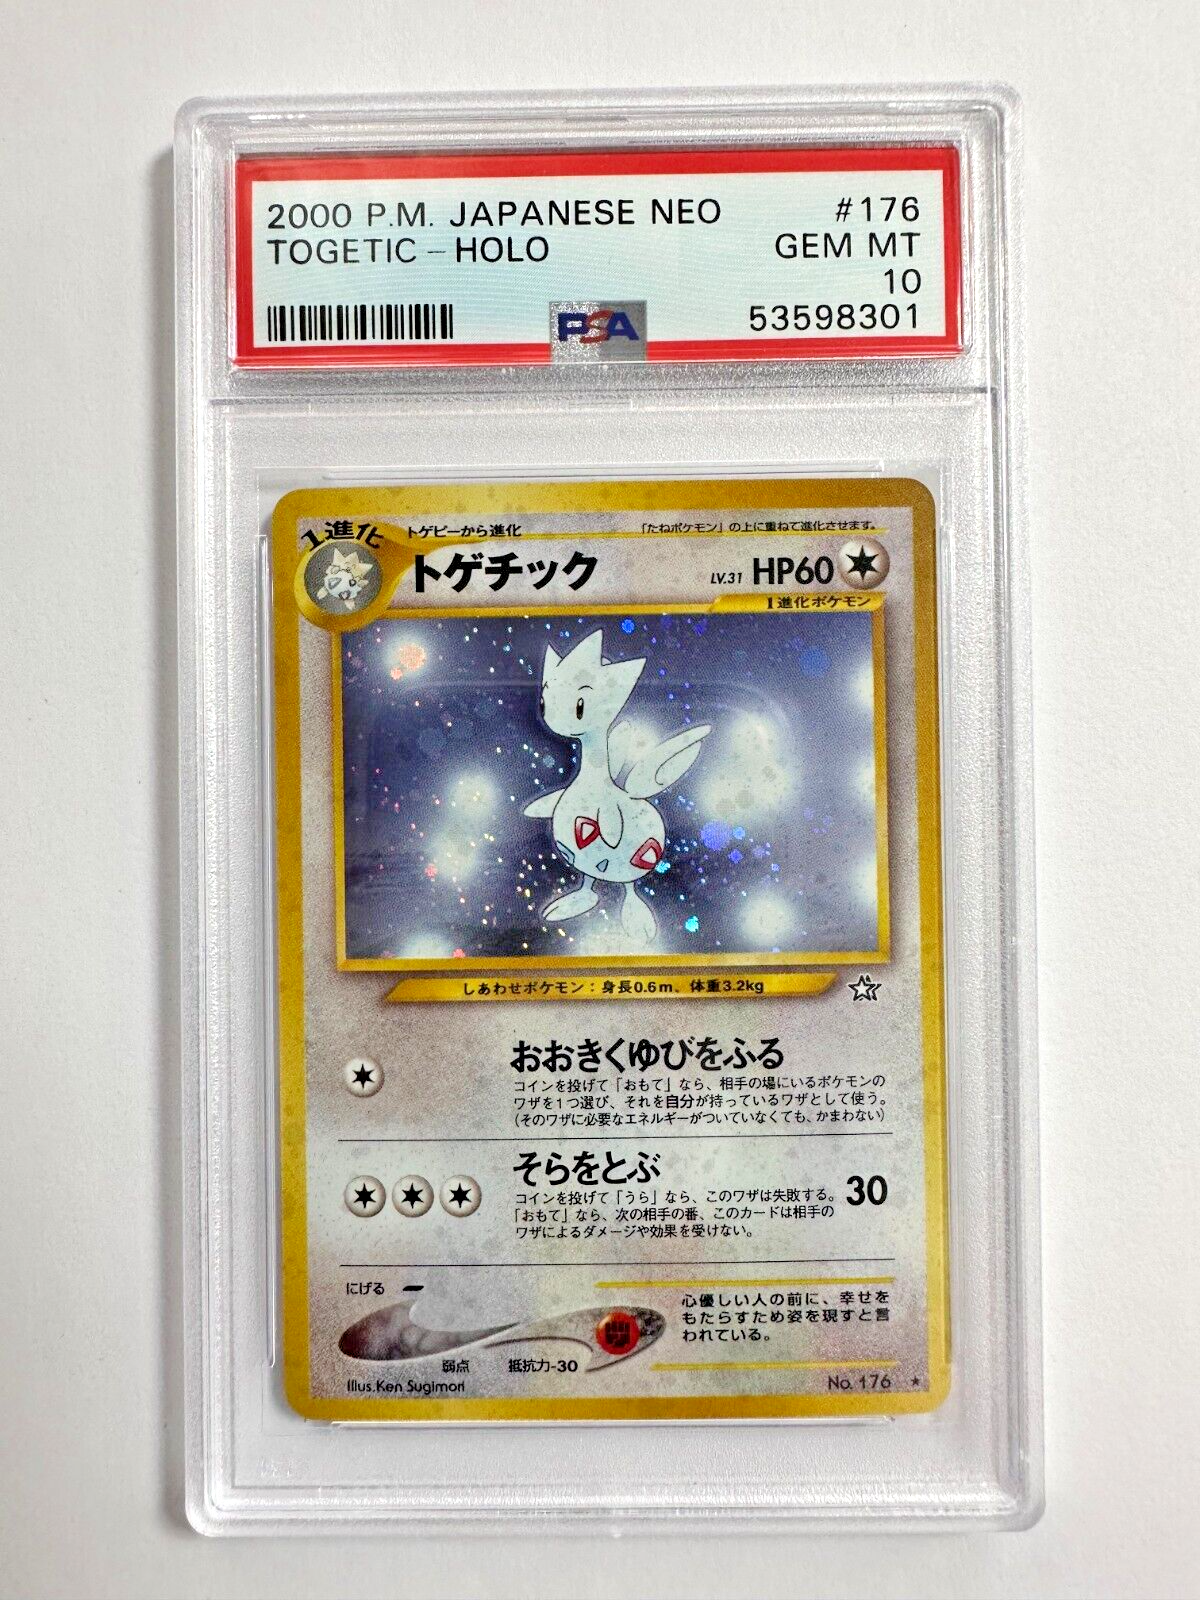 2000 P.M. JAPANESE NEO #176
TOGETIC - HOLO GEM MT
10
PSA 53598301
1進化
トゲピーから進化 「たねポケモン」の上に重ねて進化させます。
トゲチック LV.31 HP60
1進化ポケモン
しあわせポケモン：身長0.6m、体重3.2kg
おおきくゆびをふる
コインを投げて「おもて」なら、相手の場にいるポケモンの
ワザを1つ選び、それを自分が持っているワザとして使う。
(そのワザに必要なエネルギーがついていなくても、かまわない)
そらをとぶ 30
コインを投げて「うら」なら、このワザは失敗する。
「おもて」なら、次の相手の番、このカードは相手の
ワザによるダメージや効果を受けない。
にげる
弱点 抵抗力-30
心優しい人の前に、幸せを
もたらすため姿を現すと言
われている。
Illus.Ken Sugimori No. 176 ★